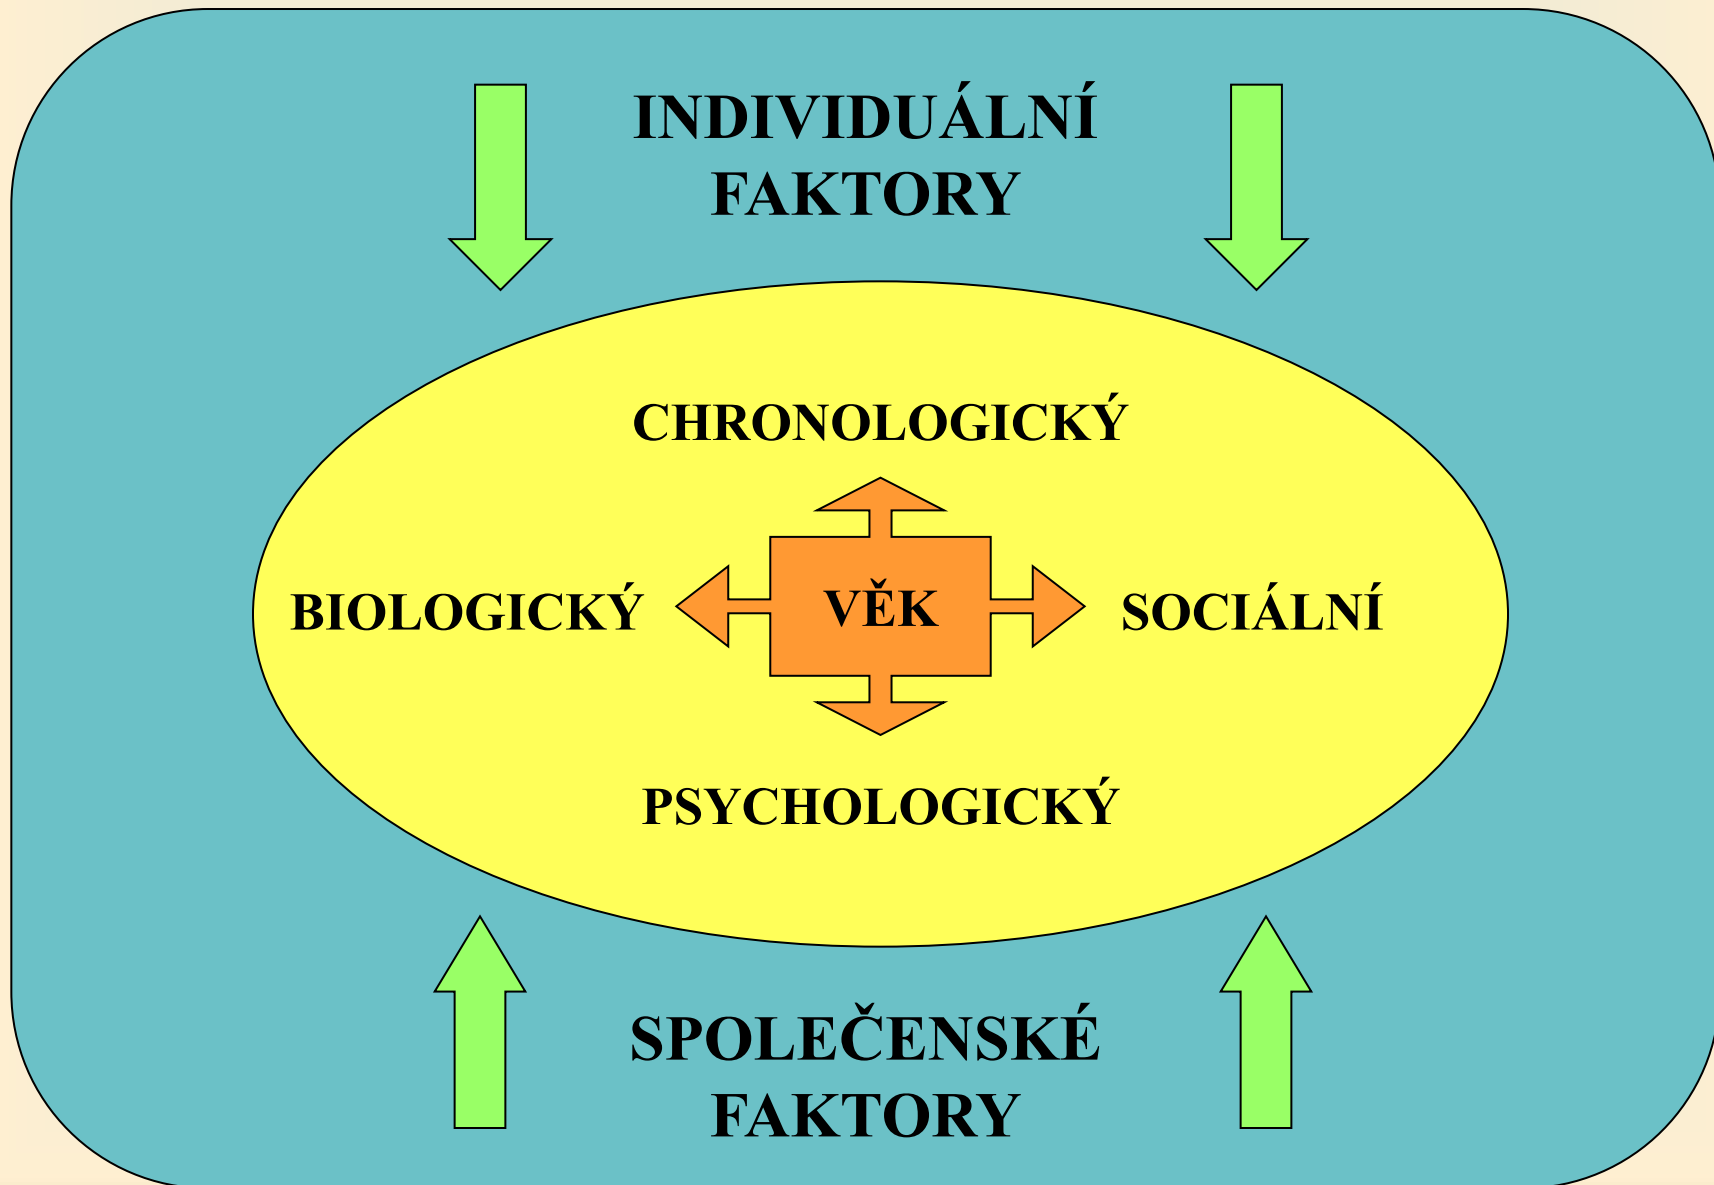 INDIVIDUÁLNÍ
FAKTORY
CHRONOLOGICKÝ
BIOLOGICKÝ
VĚK
SOCIÁLNÍ
PSYCHOLOGICKÝ
SPOLEČENSKÉ
FAKTORY